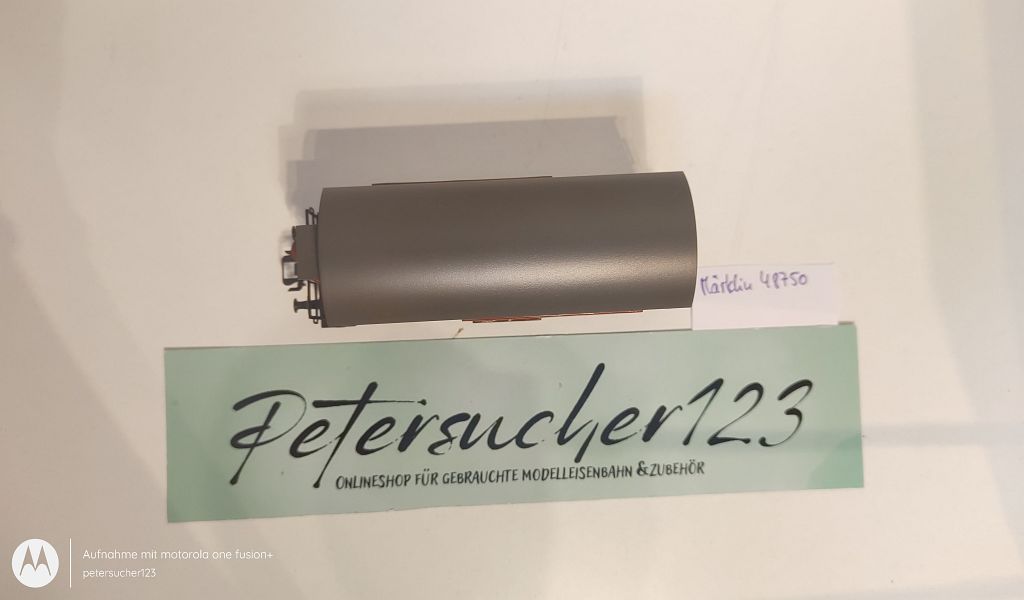 Märklin 48750
Petersucher123
ONLINESHOP FÜR GEBRAUCHTE MODELLEISENBAHN & ZUBEHÖR
Aufnahme mit motorola one fusion+
petersucher123